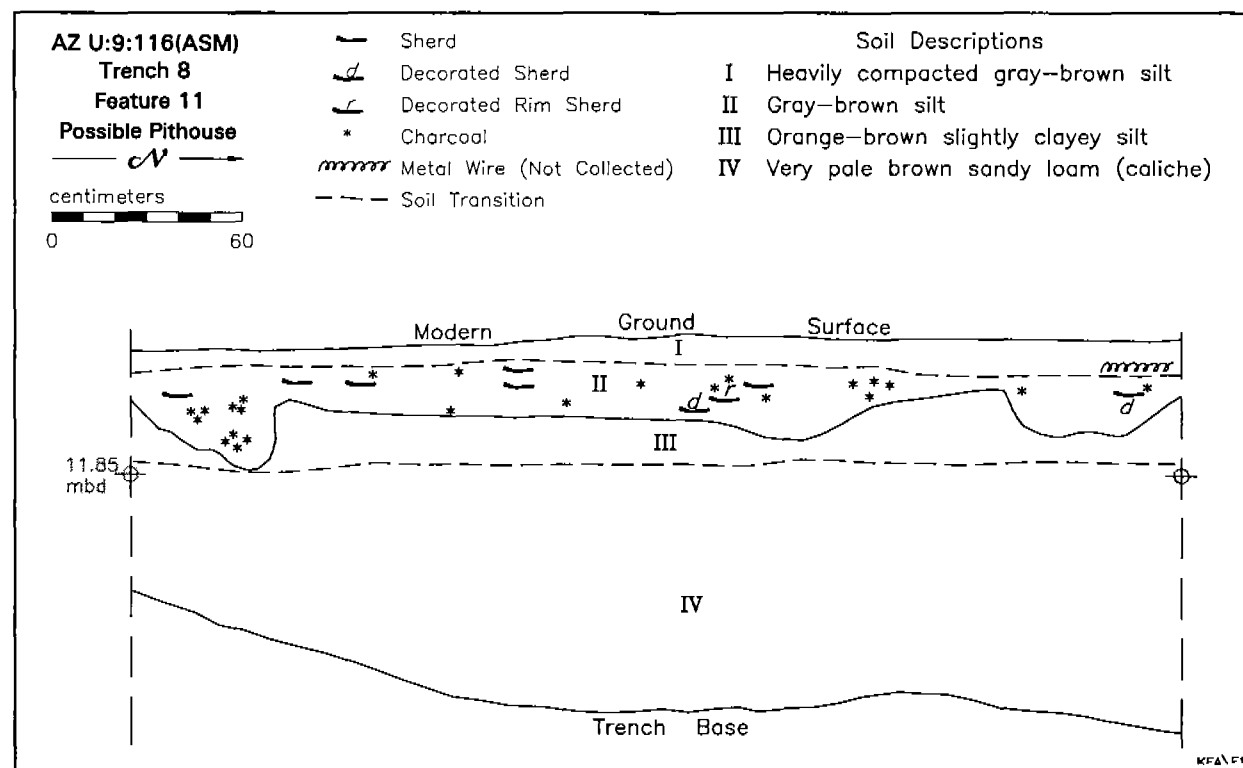 AZ U:9:116(ASM)
Trench 8
Feature 11
Possible Pithouse
N
centimeters
0 60
Sherd
d Decorated Sherd
r Decorated Rim Sherd
* Charcoal
Metal Wire (Not Collected)
Soil Transition
Soil Descriptions
I Heavily compacted gray-brown silt
II Gray-brown silt
III Orange-brown slightly clayey silt
IV Very pale brown sandy loam (caliche)
Modern Ground Surface
I
II
r
d
d
III
11.85
mbd
IV
Trench Base